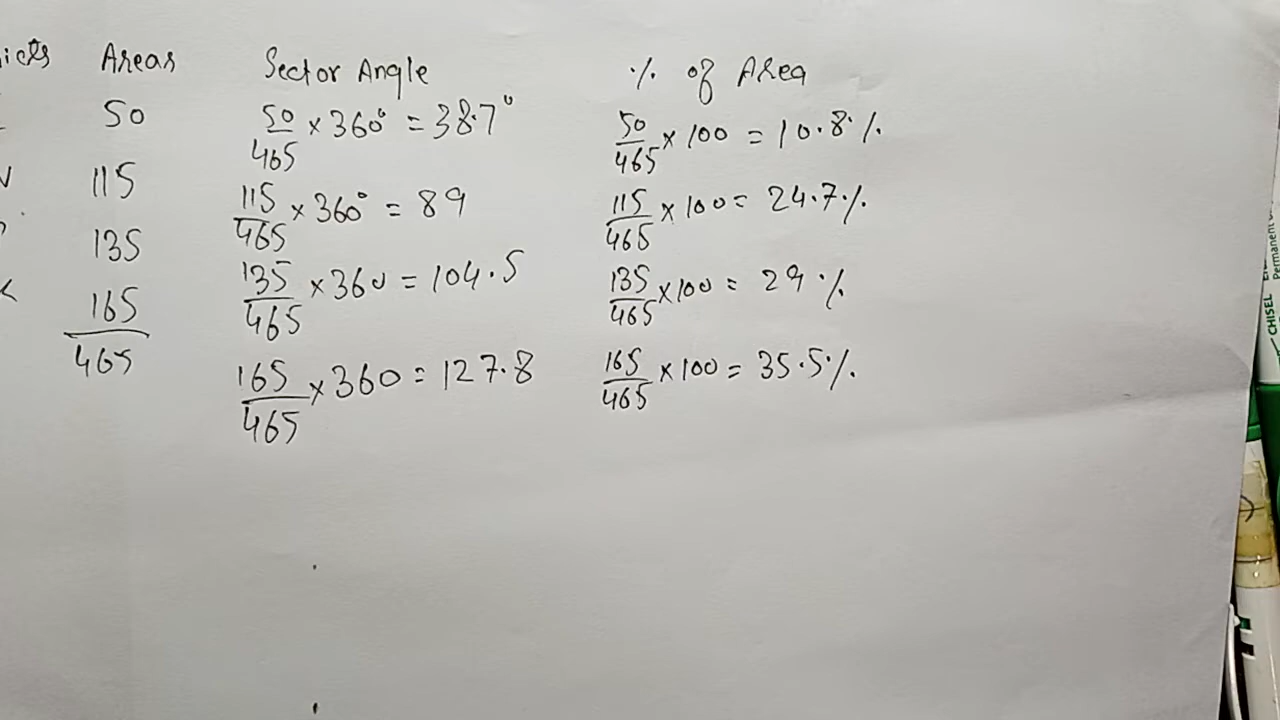 Areas Sector Angle % of Area
50 50/465 × 360° = 38.7° 50/465 × 100 = 10.8%
115 115/465 × 360° = 89 115/465 × 100 = 24.7%
135 135/465 × 360 = 104.5 135/465 × 100 = 29%
165 165/465 × 360 = 127.8 165/465 × 100 = 35.5%
465
CHISEL
Permanent